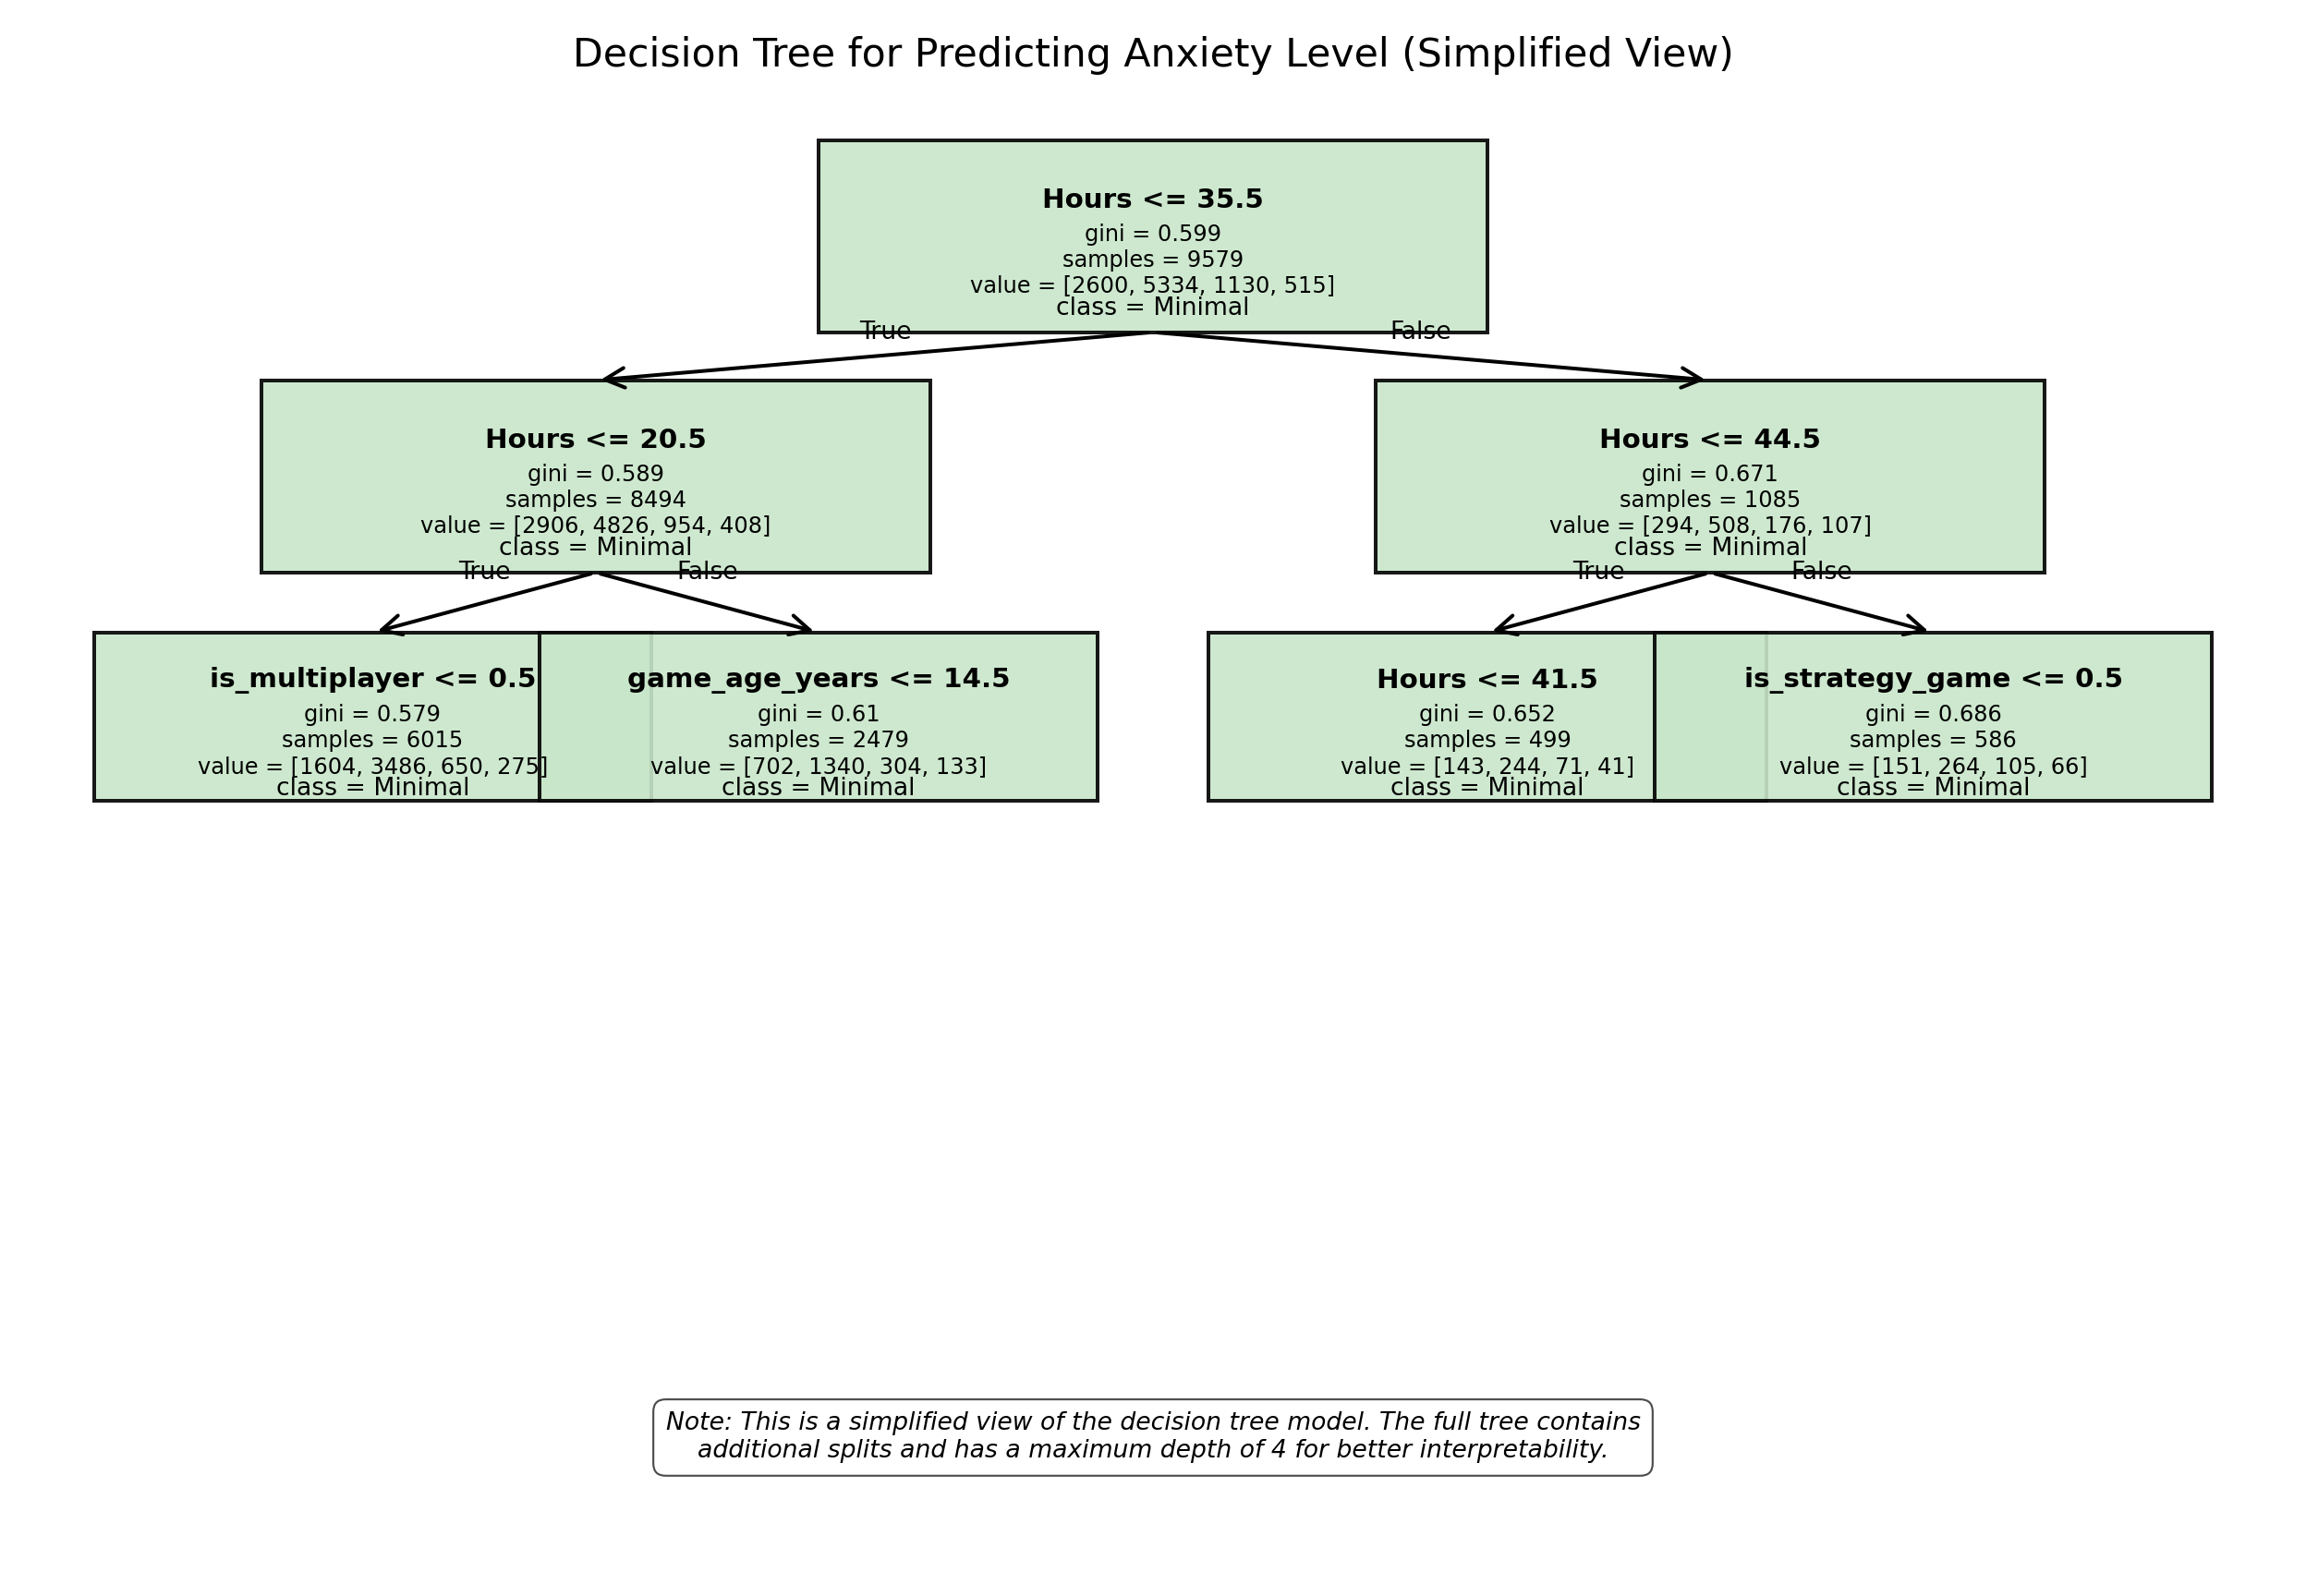 Decision Tree for Predicting Anxiety Level (Simplified View)
Hours <= 35.5
gini = 0.599
samples = 9579
value = [2600, 5334, 1130, 515]
class = Minimal
True
False
Hours <= 20.5
gini = 0.589
samples = 8494
value = [2906, 4826, 954, 408]
class = Minimal
True
False
Hours <= 44.5
gini = 0.671
samples = 1085
value = [294, 508, 176, 107]
class = Minimal
True
False
is_multiplayer <= 0.5
gini = 0.579
samples = 6015
value = [1604, 3486, 650, 275]
class = Minimal
game_age_years <= 14.5
gini = 0.61
samples = 2479
value = [702, 1340, 304, 133]
class = Minimal
Hours <= 41.5
gini = 0.652
samples = 499
value = [143, 244, 71, 41]
class = Minimal
is_strategy_game <= 0.5
gini = 0.686
samples = 586
value = [151, 264, 105, 66]
class = Minimal
Note: This is a simplified view of the decision tree model. The full tree contains
additional splits and has a maximum depth of 4 for better interpretability.